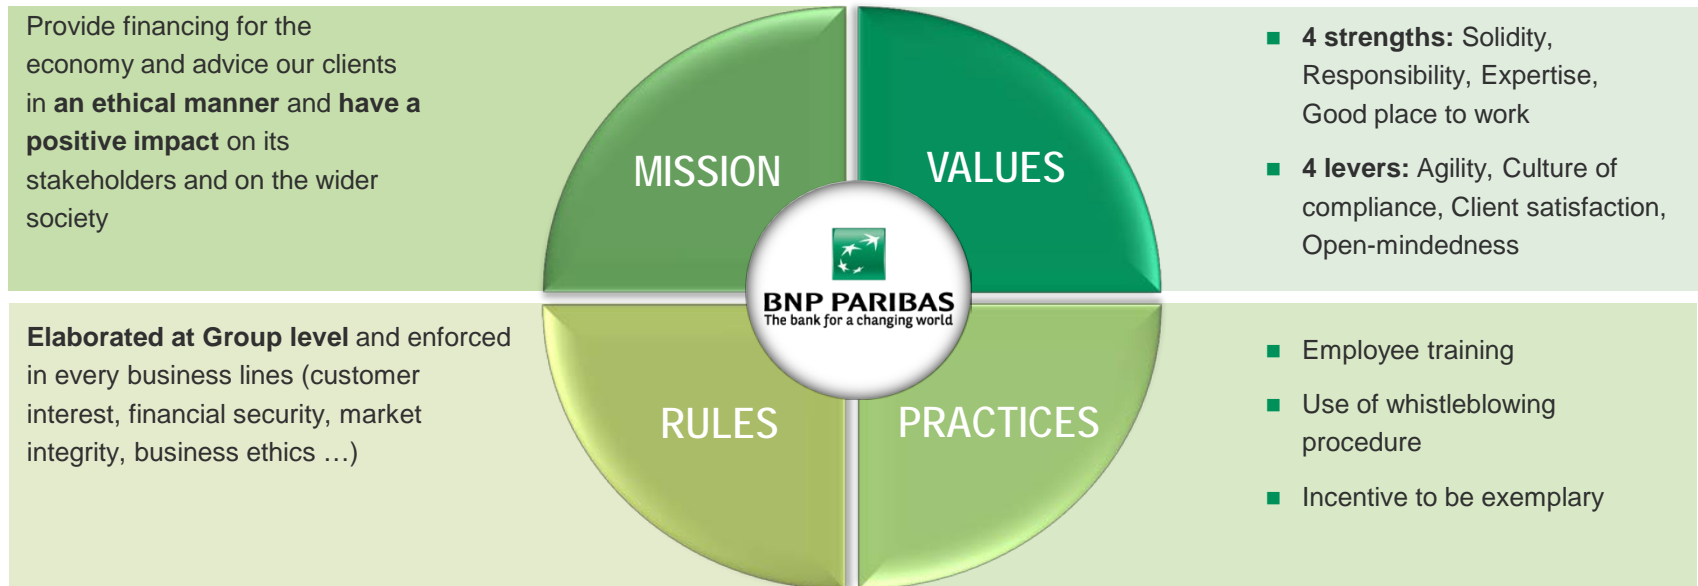 Provide financing for the
economy and advice our clients
in an ethical manner and have a
positive impact on its
stakeholders and on the wider
society
MISSION
VALUES
■ 4 strengths: Solidity,
Responsibility, Expertise,
Good place to work
■ 4 levers: Agility, Culture of
compliance, Client satisfaction,
Open-mindedness
BNP PARIBAS
The bank for a changing world
Elaborated at Group level and enforced
in every business lines (customer
interest, financial security, market
integrity, business ethics …)
RULES
PRACTICES
■ Employee training
■ Use of whistleblowing
procedure
■ Incentive to be exemplary